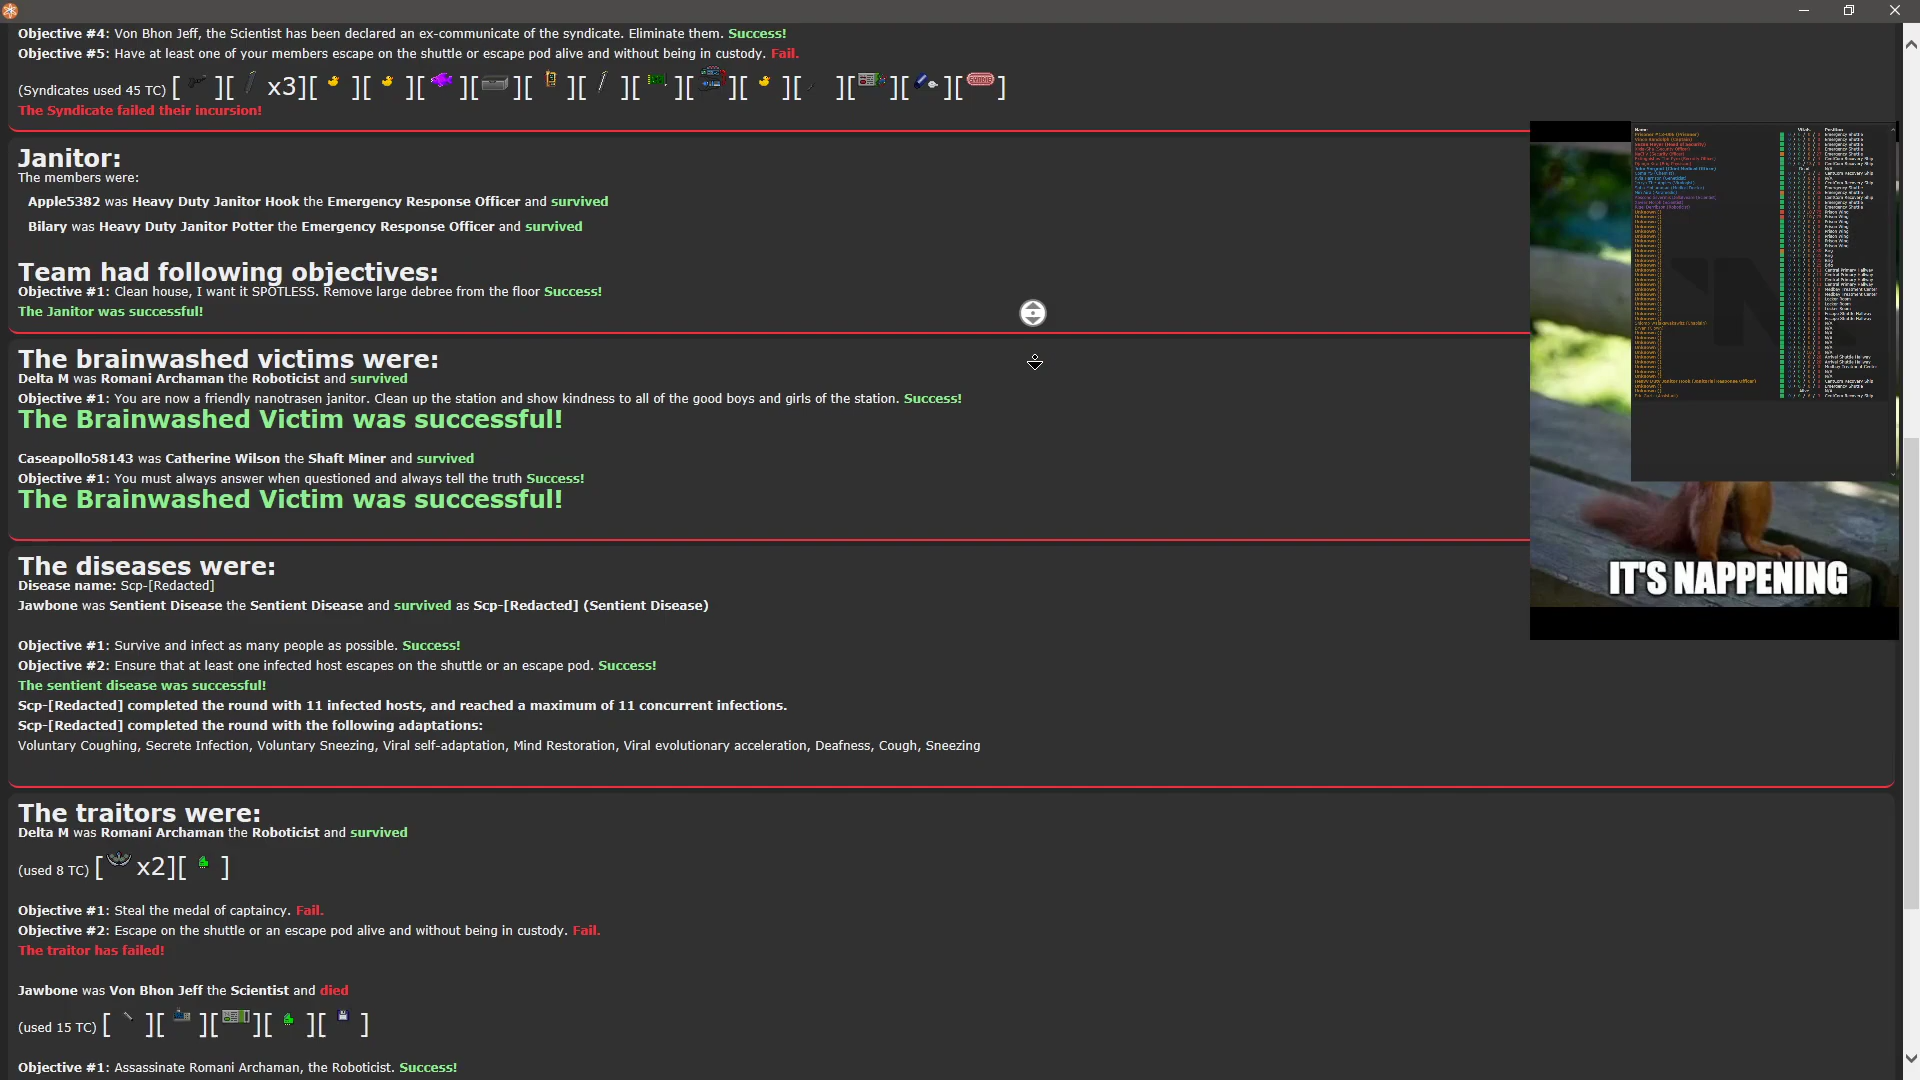 Objective #4: Von Bhon Jeff, the Scientist has been declared an ex-communicate of the syndicate. Eliminate them. Success!
Objective #5: Have at least one of your members escape on the shuttle or escape pod alive and without being in custody. Fail.
(Syndicates used 45 TC) [ ][ x3][ ][ ][ ][ ][ ][ ][ ][ ][ ][ ][ ][ ][ ]
The Syndicate failed their incursion!
Janitor:
The members were:
Apple5382 was Heavy Duty Janitor Hook the Emergency Response Officer and survived
Bilary was Heavy Duty Janitor Potter the Emergency Response Officer and survived
Team had following objectives:
Objective #1: Clean house, I want it SPOTLESS. Remove large debree from the floor Success!
The Janitor was successful!
The brainwashed victims were:
Delta M was Romani Archaman the Roboticist and survived
Objective #1: You are now a friendly nanotrasen janitor. Clean up the station and show kindness to all of the good boys and girls of the station. Success!
The Brainwashed Victim was successful!
Caseapollo58143 was Catherine Wilson the Shaft Miner and survived
Objective #1: You must always answer when questioned and always tell the truth Success!
The Brainwashed Victim was successful!
The diseases were:
Disease name: Scp-[Redacted]
Jawbone was Sentient Disease the Sentient Disease and survived as Scp-[Redacted] (Sentient Disease)
Objective #1: Survive and infect as many people as possible. Success!
Objective #2: Ensure that at least one infected host escapes on the shuttle or an escape pod. Success!
The sentient disease was successful!
Scp-[Redacted] completed the round with 11 infected hosts, and reached a maximum of 11 concurrent infections.
Scp-[Redacted] completed the round with the following adaptations:
Voluntary Coughing, Secrete Infection, Voluntary Sneezing, Viral self-adaptation, Mind Restoration, Viral evolutionary acceleration, Deafness, Cough, Sneezing
The traitors were:
Delta M was Romani Archaman the Roboticist and survived
(used 8 TC) [ x2][ ]
Objective #1: Steal the medal of captaincy. Fail.
Objective #2: Escape on the shuttle or an escape pod alive and without being in custody. Fail.
The traitor has failed!
Jawbone was Von Bhon Jeff the Scientist and died
(used 15 TC) [ ][ ][ ][ ][ ]
Objective #1: Assassinate Romani Archaman, the Roboticist. Success!
Name Vitals Position
IT'S NAPPENING